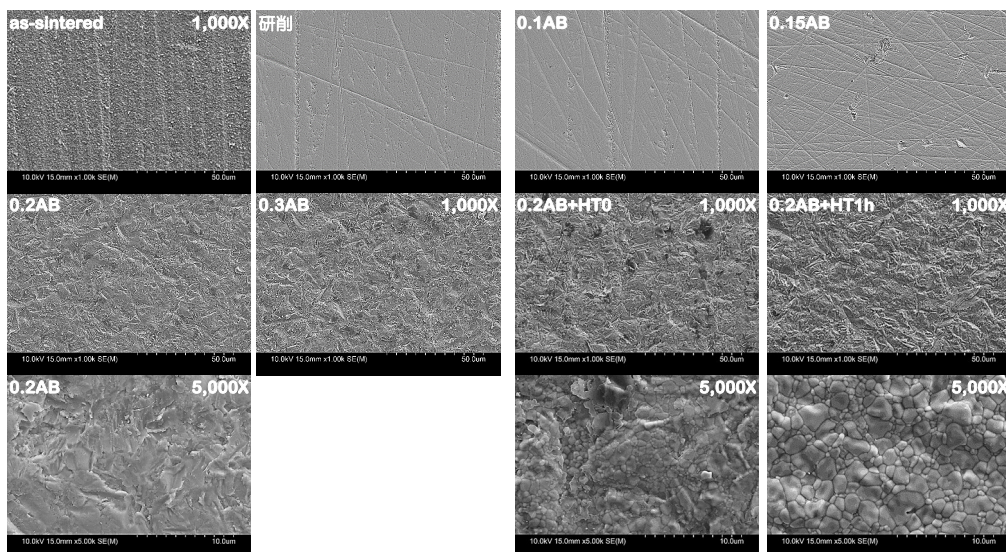 as-sintered 1,000X
10.0kV 15.0mm x1.00k SE(M) 50.0um
研削
10.0kV 15.0mm x1.00k SE(M) 50.0um
0.1AB
10.0kV 15.0mm x1.00k SE(M) 50.0um
0.15AB
10.0kV 15.0mm x1.00k SE(M) 50.0um
0.2AB
10.0kV 15.0mm x1.00k SE(M) 50.0um
0.3AB 1,000X
10.0kV 15.0mm x1.00k SE(M) 50.0um
0.2AB+HT0 1,000X
10.0kV 15.0mm x1.00k SE(M) 50.0um
0.2AB+HT1h 1,000X
10.0kV 15.0mm x1.00k SE(M) 50.0um
0.2AB 5,000X
10.0kV 15.0mm x5.00k SE(M) 10.0um
5,000X
10.0kV 15.0mm x5.00k SE(M) 10.0um
5,000X
10.0kV 15.0mm x5.00k SE(M) 10.0um